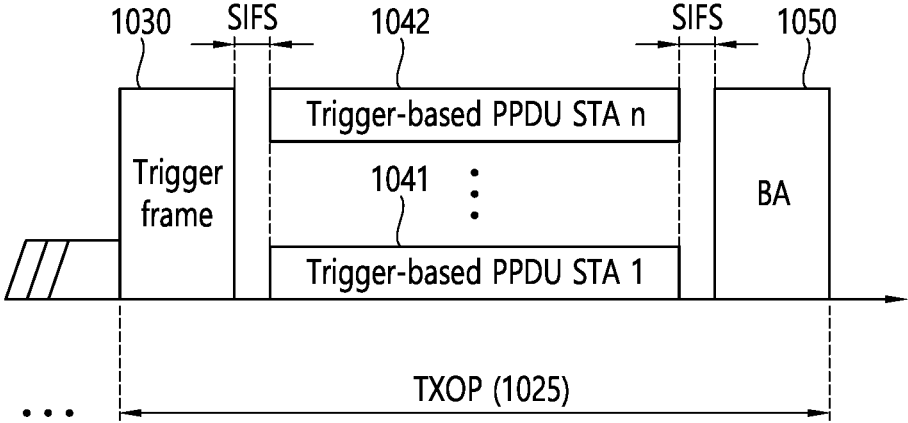 1030
SIFS
1042
SIFS
1050
Trigger-based PPDU STA n
Trigger
frame
1041
BA
Trigger-based PPDU STA 1
TXOP (1025)